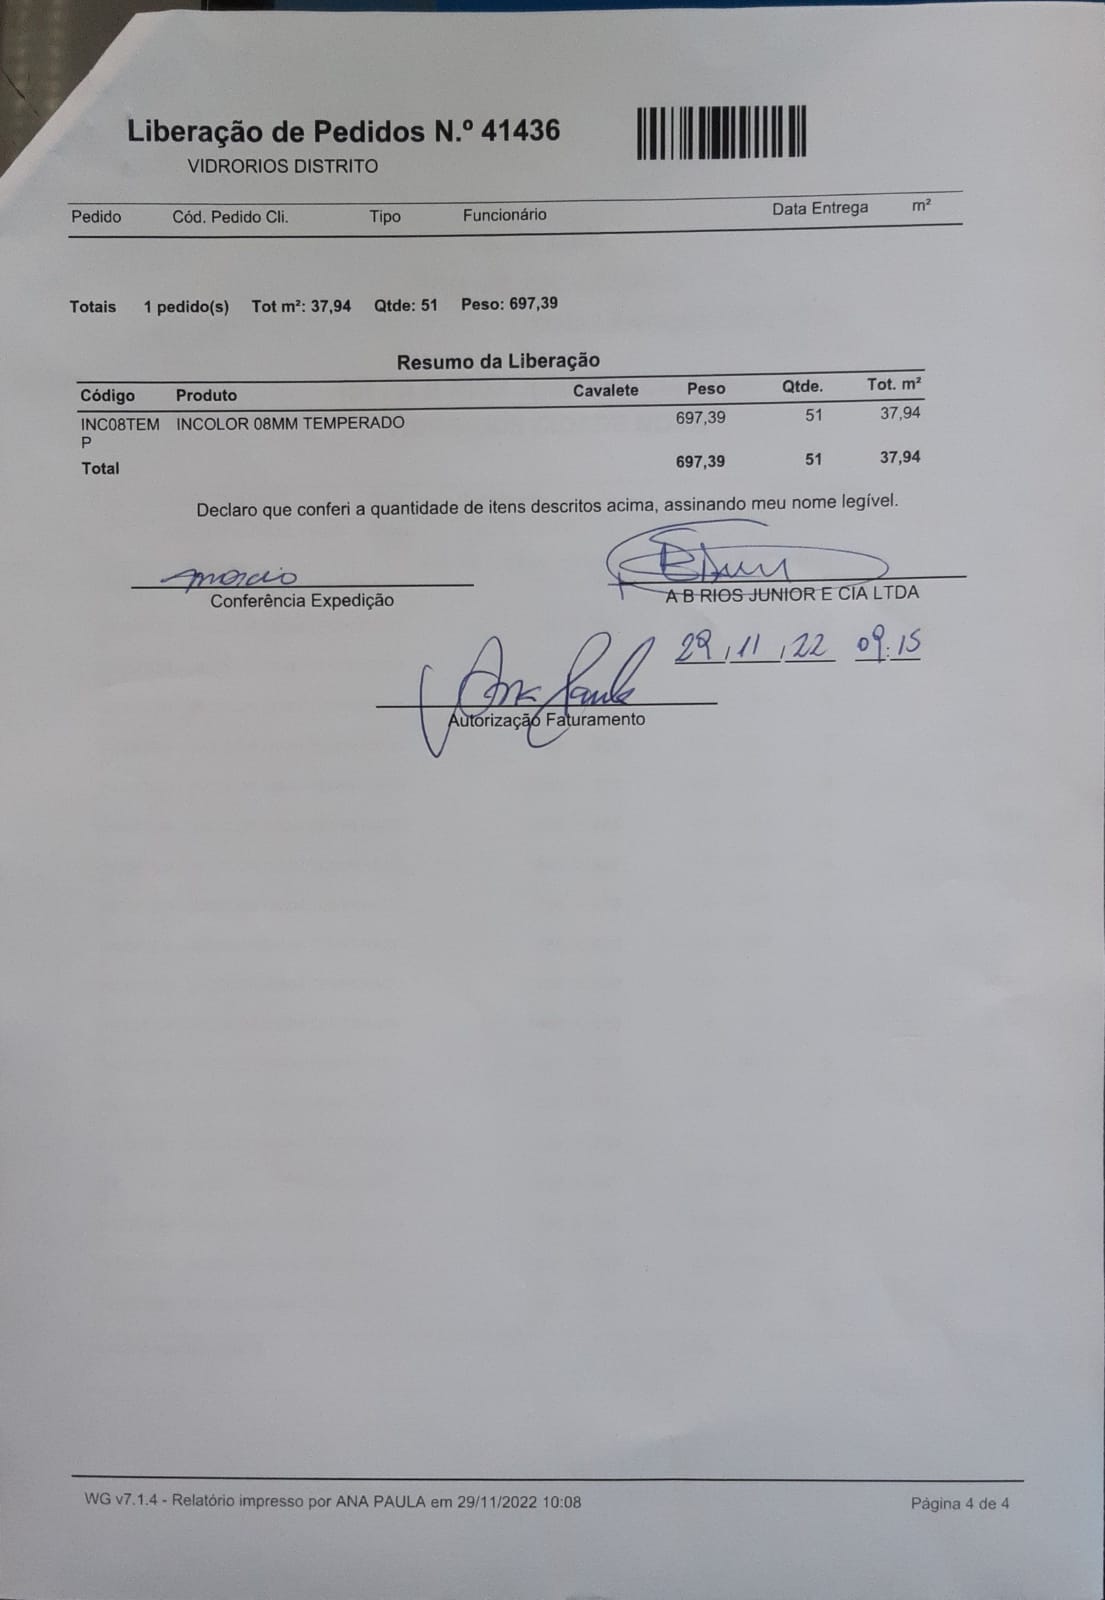 Liberação de Pedidos N.º 41436
VIDRORIOS DISTRITO
Pedido Cód. Pedido Cli. Tipo Funcionário Data Entrega m²
Totais 1 pedido(s) Tot m²: 37,94 Qtde: 51 Peso: 697,39
Resumo da Liberação
Código Produto Cavalete Peso Qtde. Tot. m²
INC08TEM INCOLOR 08MM TEMPERADO 697,39 51 37,94
P
Total 697,39 51 37,94
Declaro que conferi a quantidade de itens descritos acima, assinando meu nome legível.
marcio
Conferência Expedição
A B RIOS JUNIOR E CIA LTDA
29,11,22 09:15
Ana Paula
Autorização Faturamento
WG v7.1.4 - Relatório impresso por ANA PAULA em 29/11/2022 10:08
Página 4 de 4